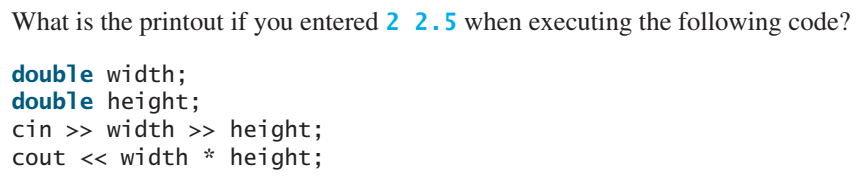 What is the printout if you entered 2 2.5 when executing the following code?
double width;
double height;
cin >> width >> height;
cout << width * height;